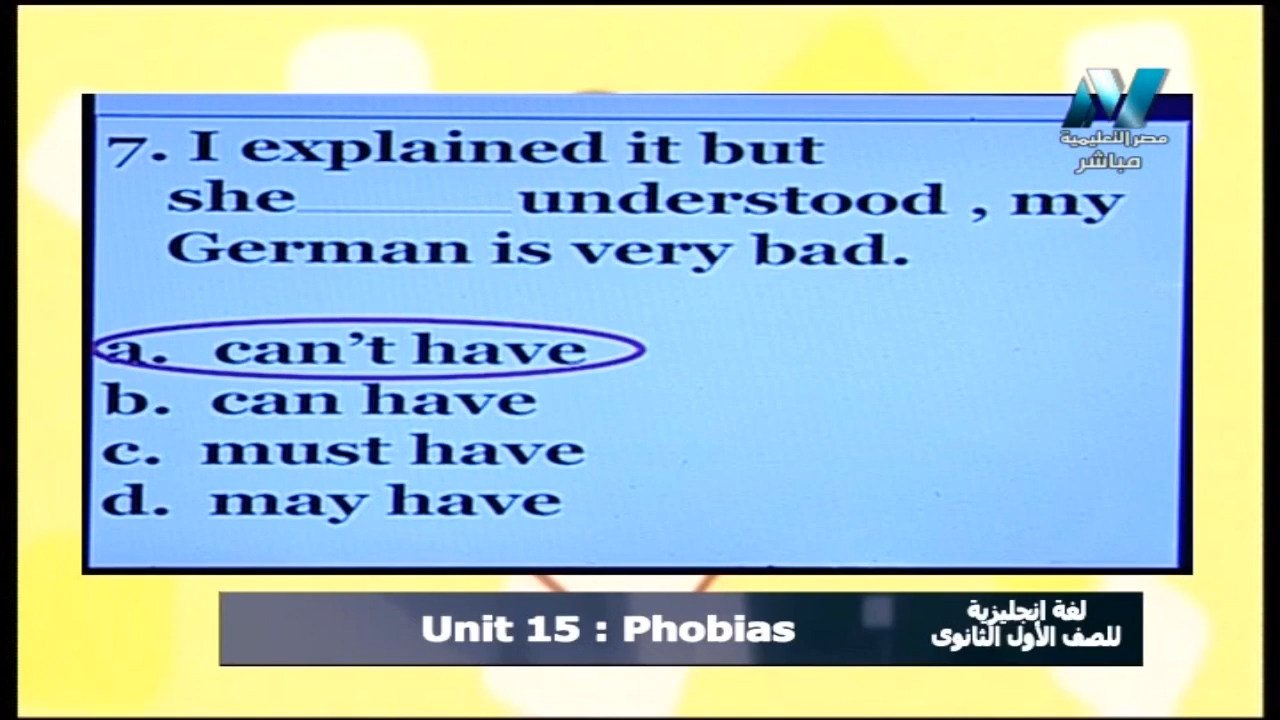 مصر التعليمية
مباشر
7. I explained it but
she ________ understood , my
German is very bad.
a. can't have
b. can have
c. must have
d. may have
Unit 15 : Phobias
لغة إنجليزية
للصف الأول الثانوى